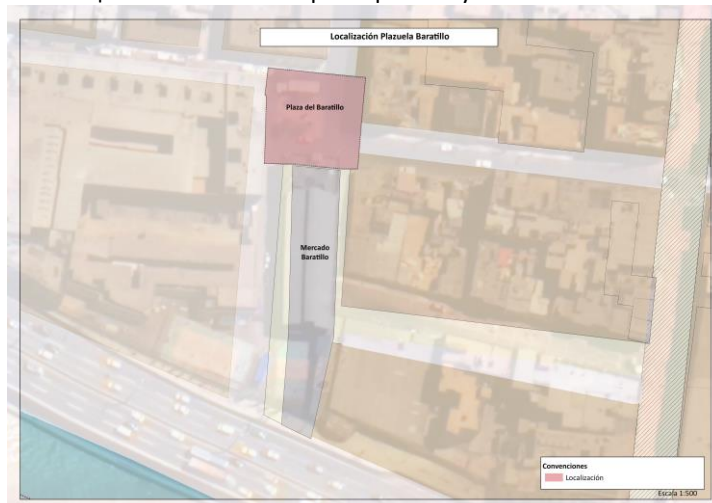 Localización Plazuela Baratillo
Plaza del Baratillo
Mercado
Baratillo
Convenciones
Localización
Escala 1:500